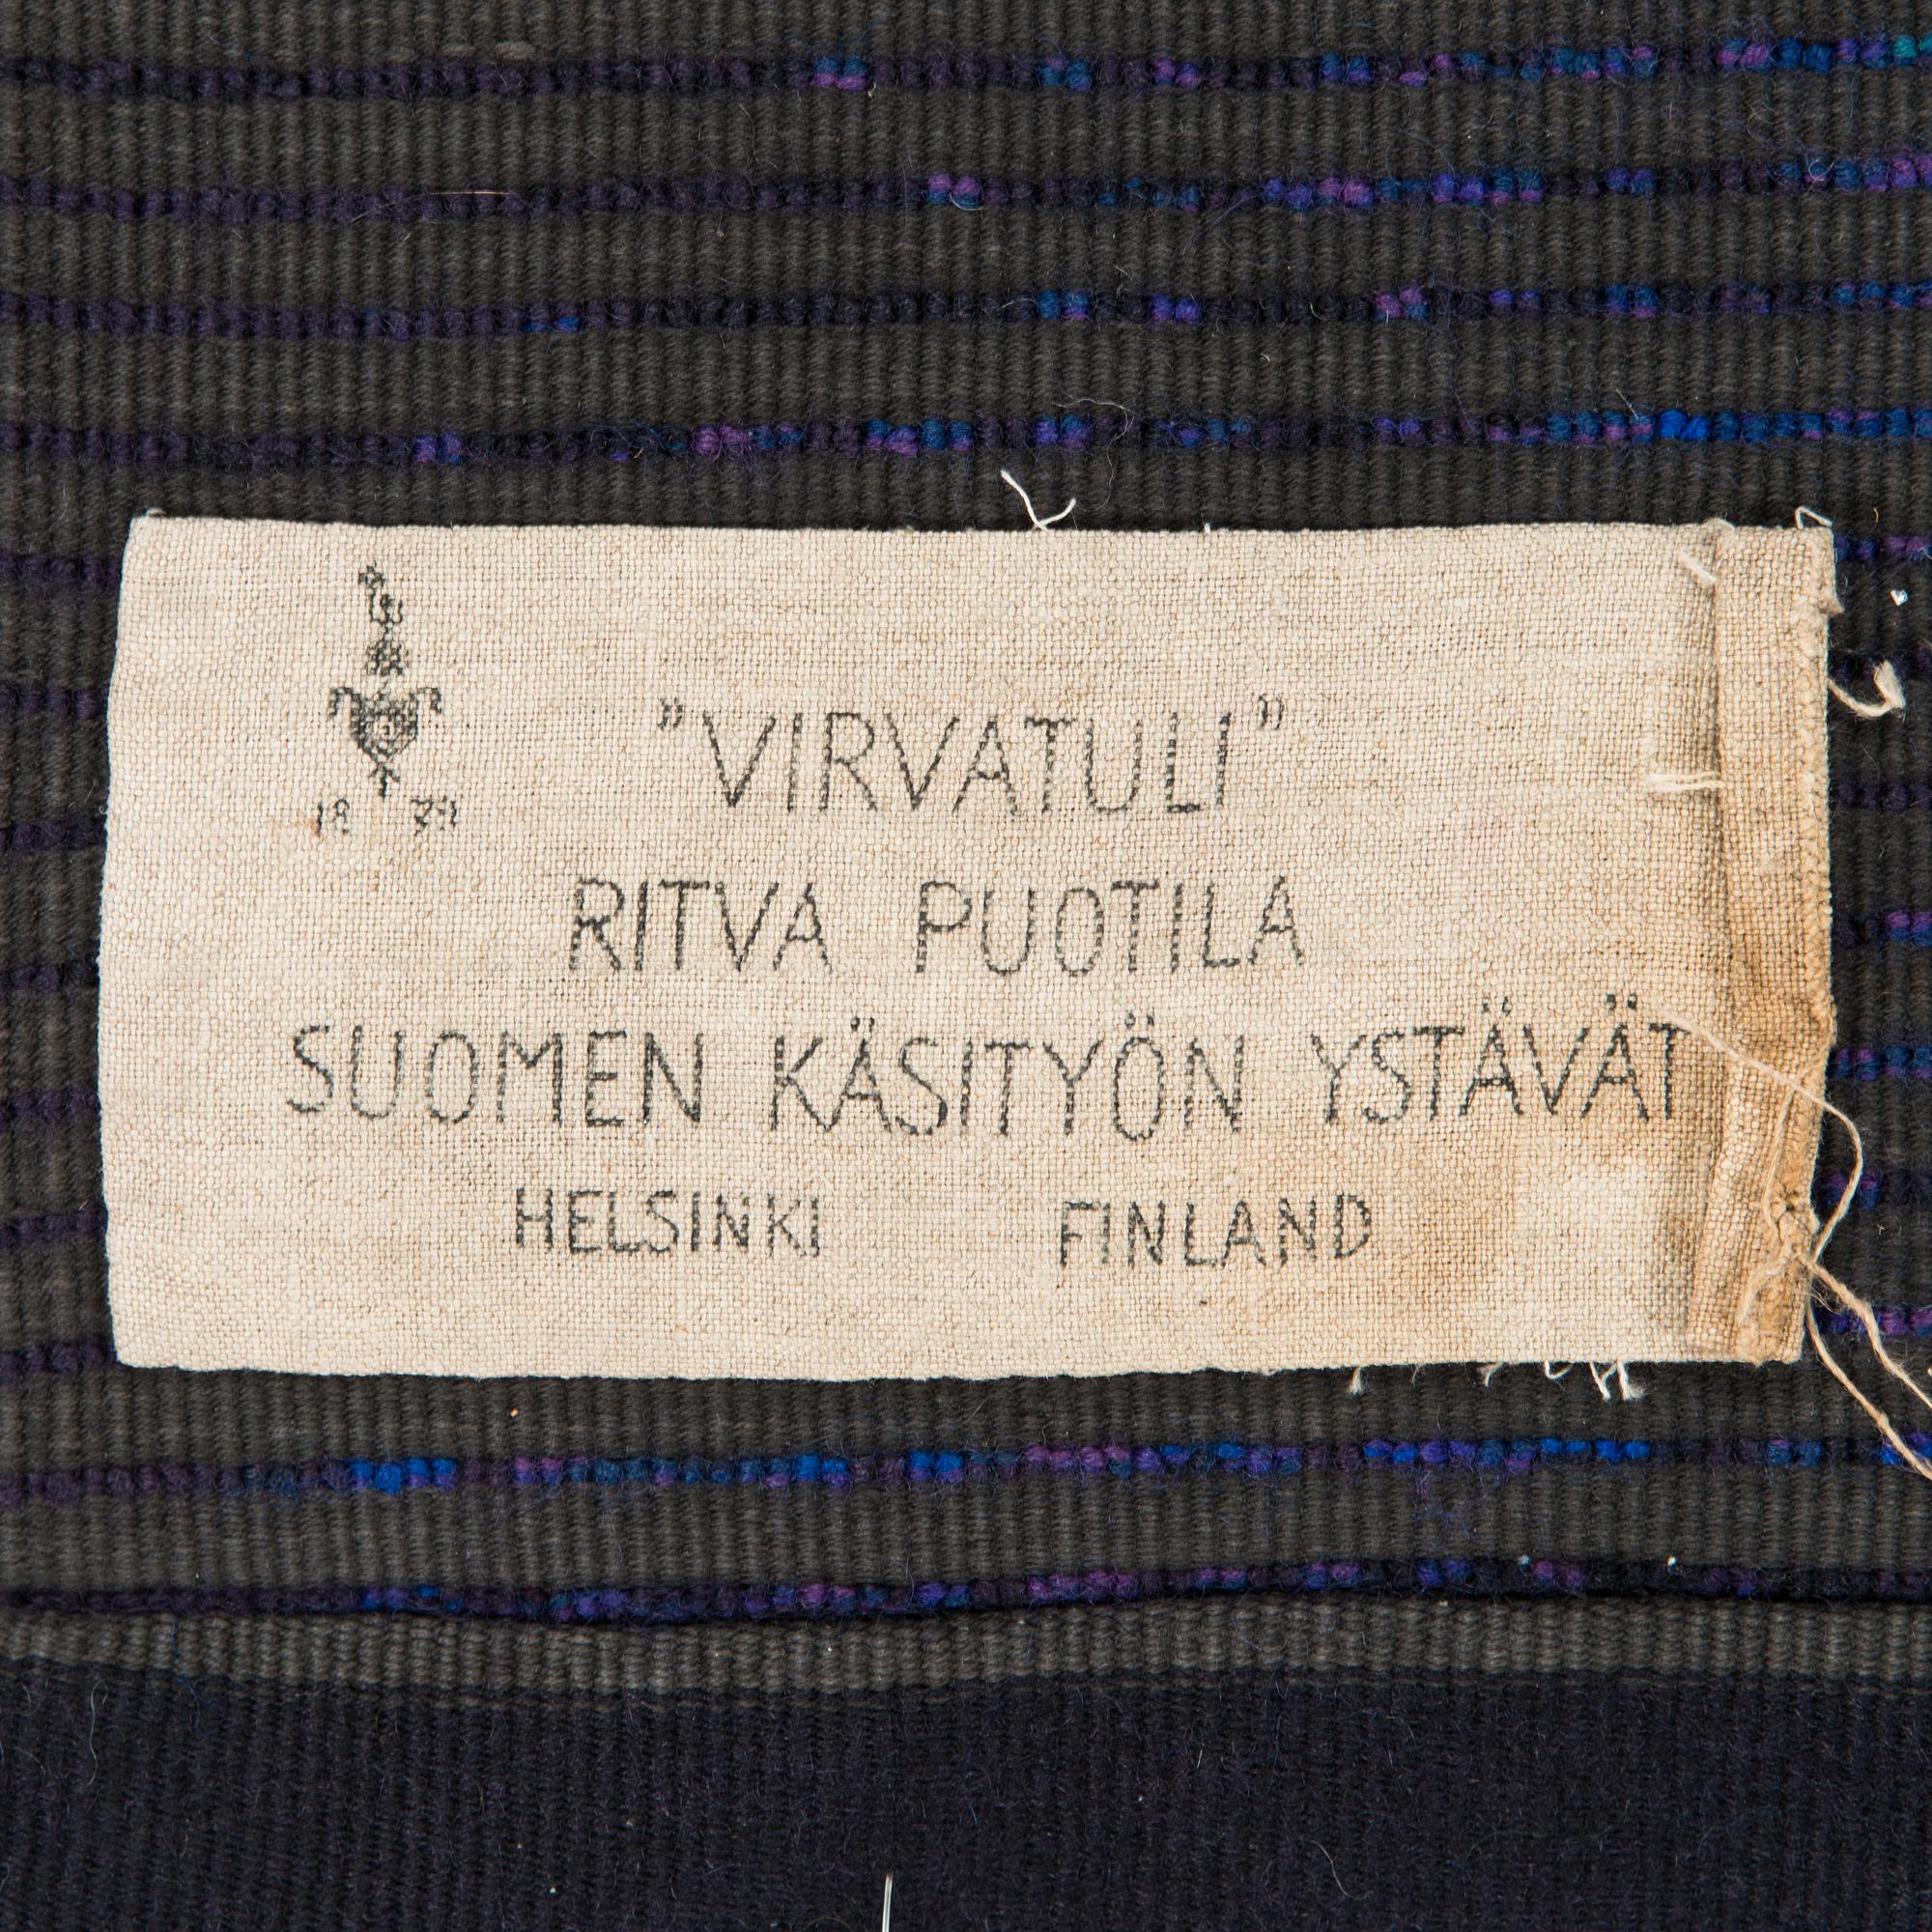 18 79
”VIRVATULI”
RITVA PUOTILA
SUOMEN KÄSITYÖN YSTÄVÄT
HELSINKI FINLAND